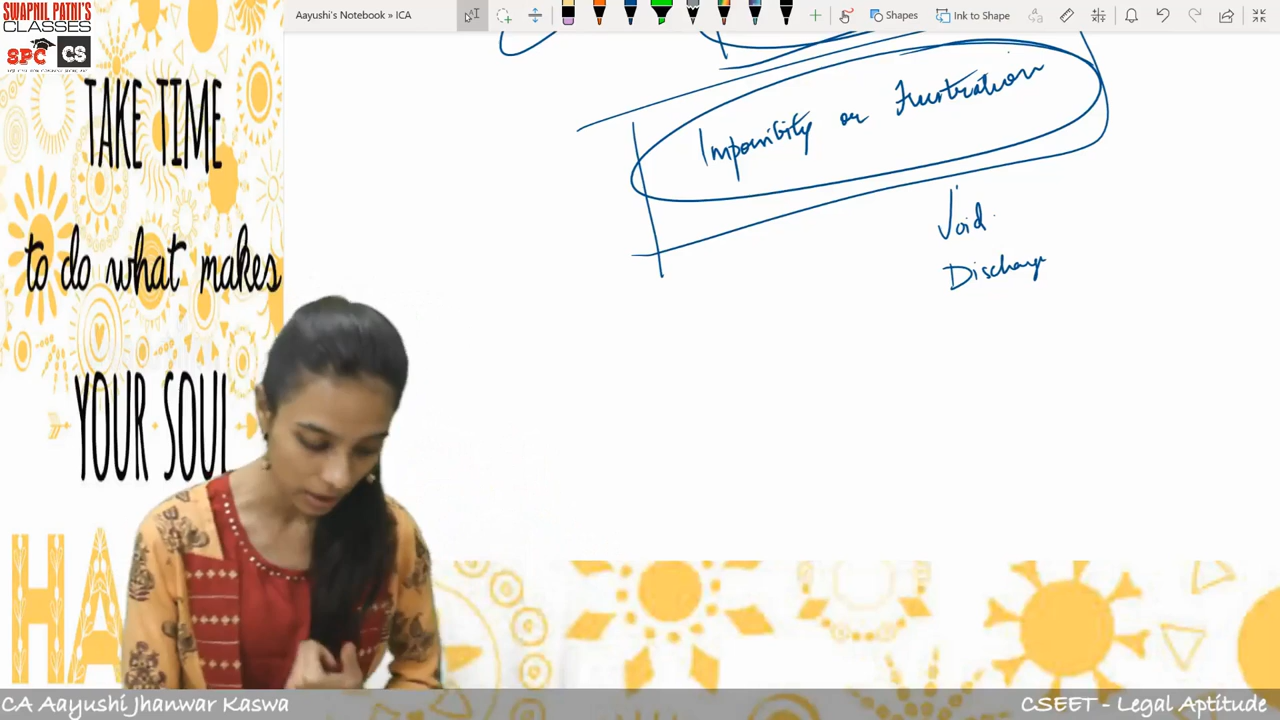 SWAPNIL PATNI'S
CLASSES
SPC CS
Aayushi's Notebook » ICA
Shapes
Ink to Shape
TAKE TIME
to do what makes
YOUR SOUL
HA
Impossibility or Frustration
Void
Discharge
CA Aayushi Jhanwar Kaswa
CSEET - Legal Aptitude